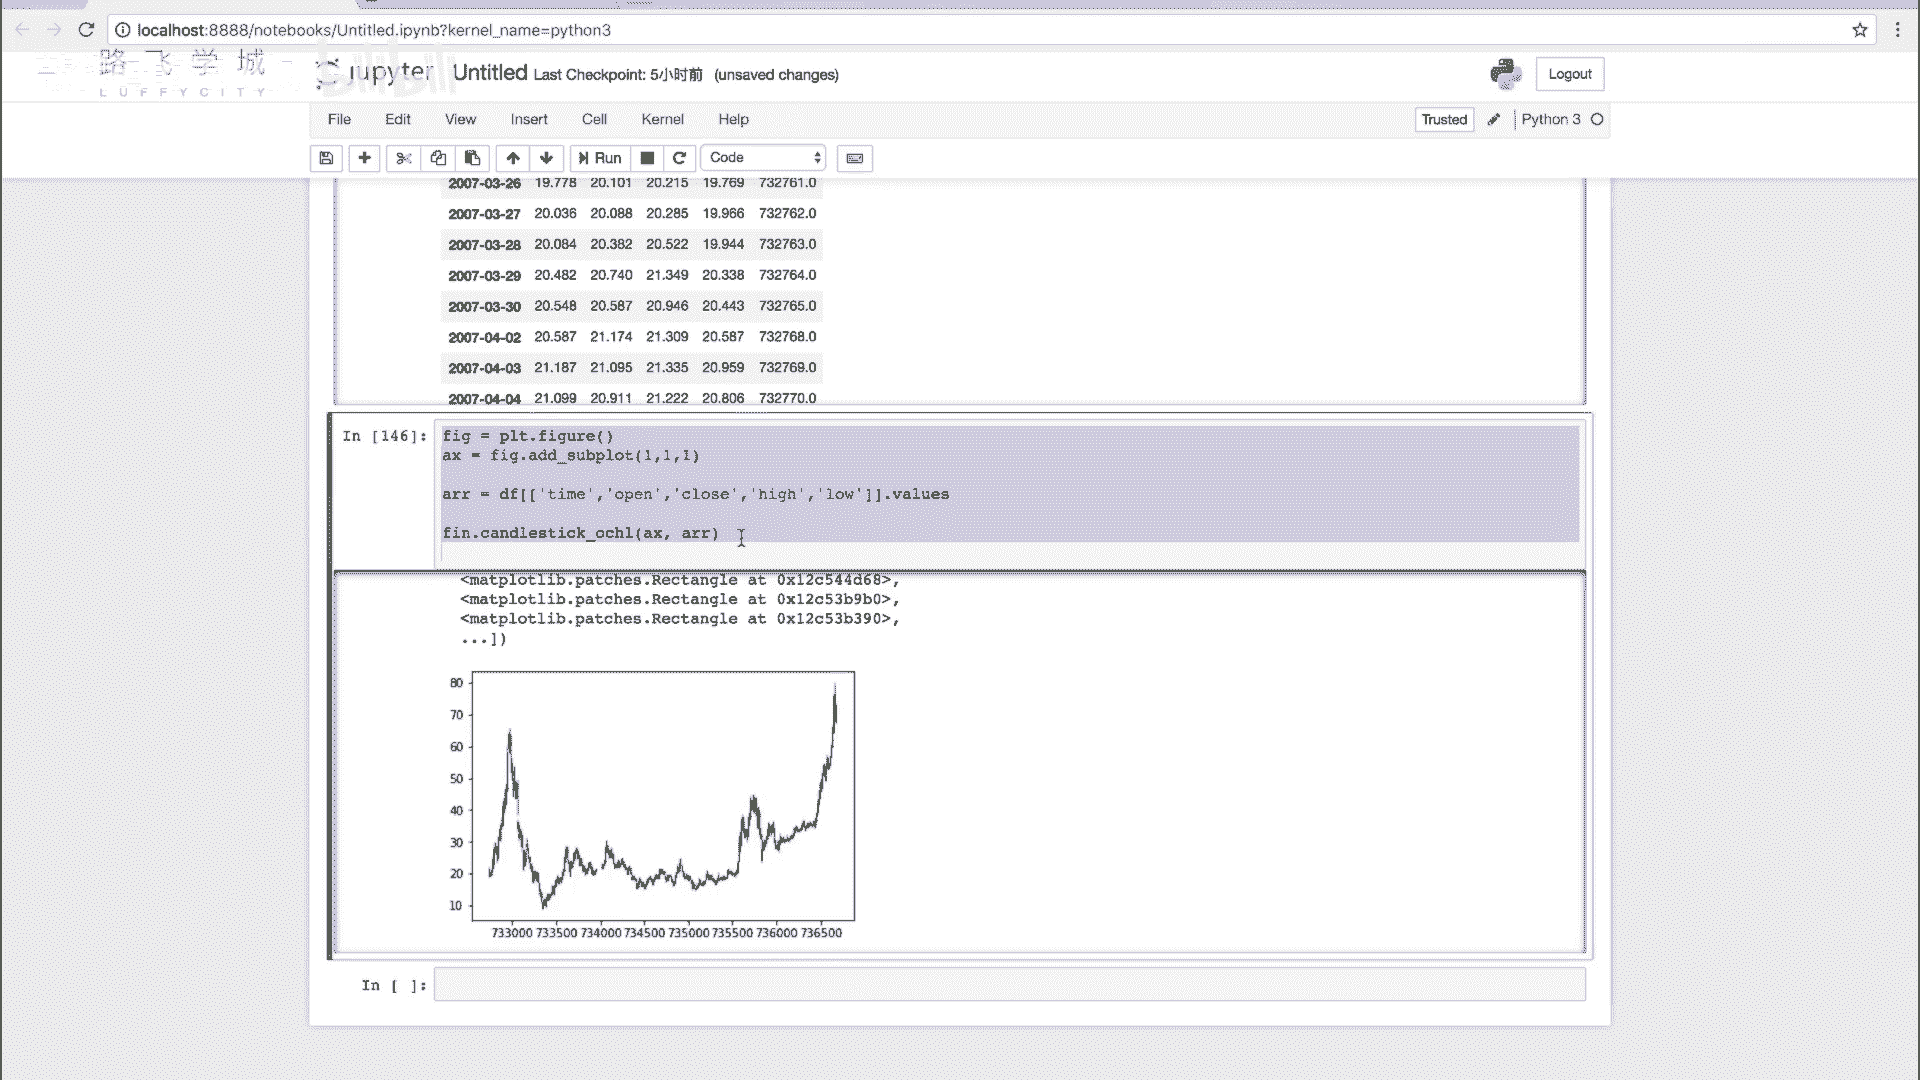 localhost:8888/notebooks/Untitled.ipynb?kernel_name=python3
路飞学城
LUFFYCITY
bilibili
Jupyter Untitled Last Checkpoint: 5小时前 (unsaved changes)
Logout
File Edit View Insert Cell Kernel Help
Trusted Python 3
Run Code
2007-03-26 19.778 20.101 20.215 19.769 732761.0
2007-03-27 20.036 20.088 20.285 19.966 732762.0
2007-03-28 20.084 20.382 20.522 19.944 732763.0
2007-03-29 20.482 20.740 21.349 20.338 732764.0
2007-03-30 20.548 20.587 20.946 20.443 732765.0
2007-04-02 20.587 21.174 21.309 20.587 732768.0
2007-04-03 21.187 21.095 21.335 20.959 732769.0
2007-04-04 21.099 20.911 21.222 20.806 732770.0
In [146]: fig = plt.figure()
ax = fig.add_subplot(1,1,1)
arr = df[['time','open','close','high','low']].values
fin.candlestick_ochl(ax, arr)
<matplotlib.patches.Rectangle at 0x12c544d68>,
<matplotlib.patches.Rectangle at 0x12c53b9b0>,
<matplotlib.patches.Rectangle at 0x12c53b390>,
...])
80
70
60
50
40
30
20
10
733000 733500 734000 734500 735000 735500 736000 736500
In [ ]: